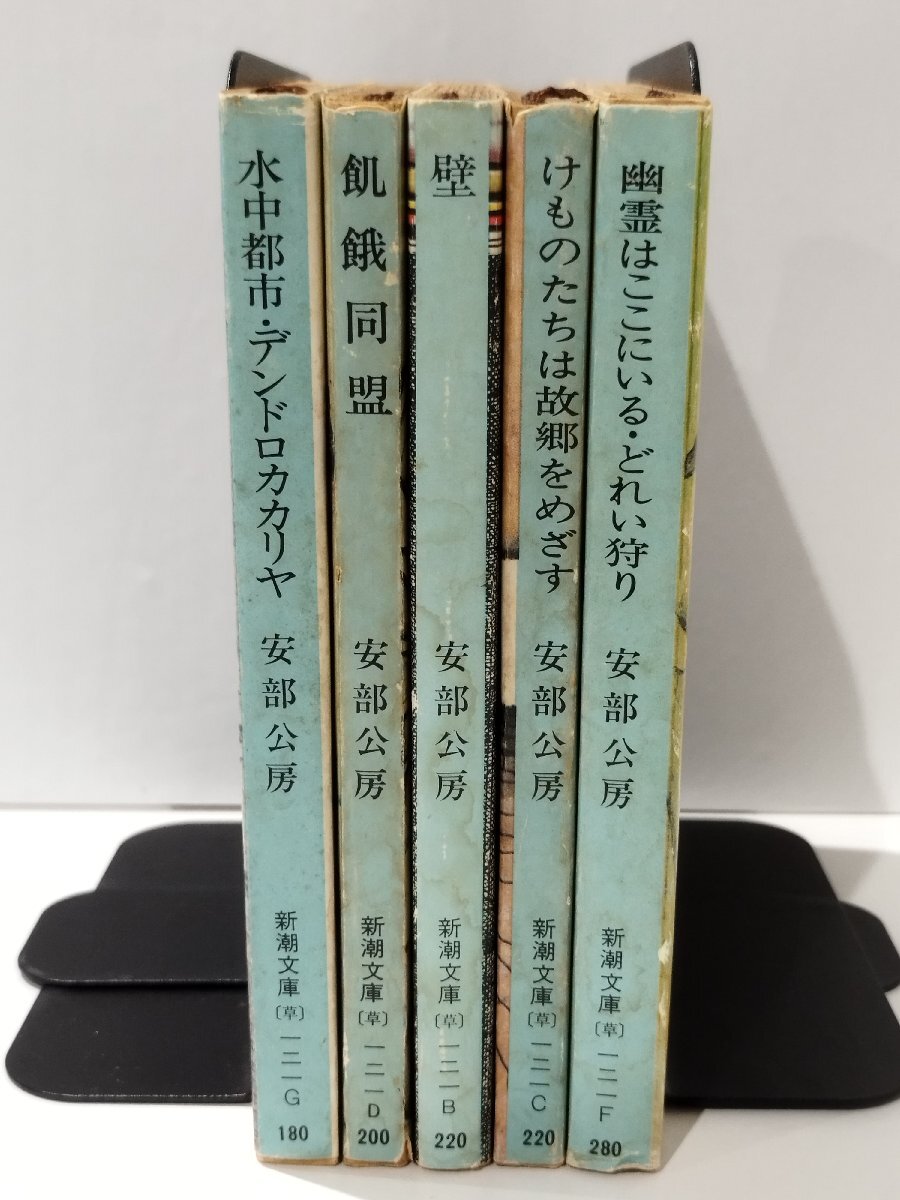 水中都市・デンドロカカリヤ
安部公房
新潮文庫
〔草〕
一二一G
180
飢餓同盟
安部公房
新潮文庫
〔草〕
一二一D
200
壁
安部公房
新潮文庫
〔草〕
一二一B
220
けものたちは故郷をめざす
安部公房
新潮文庫
〔草〕
一二一C
220
幽霊はここにいる・どれい狩り
安部公房
新潮文庫
〔草〕
一二一F
280